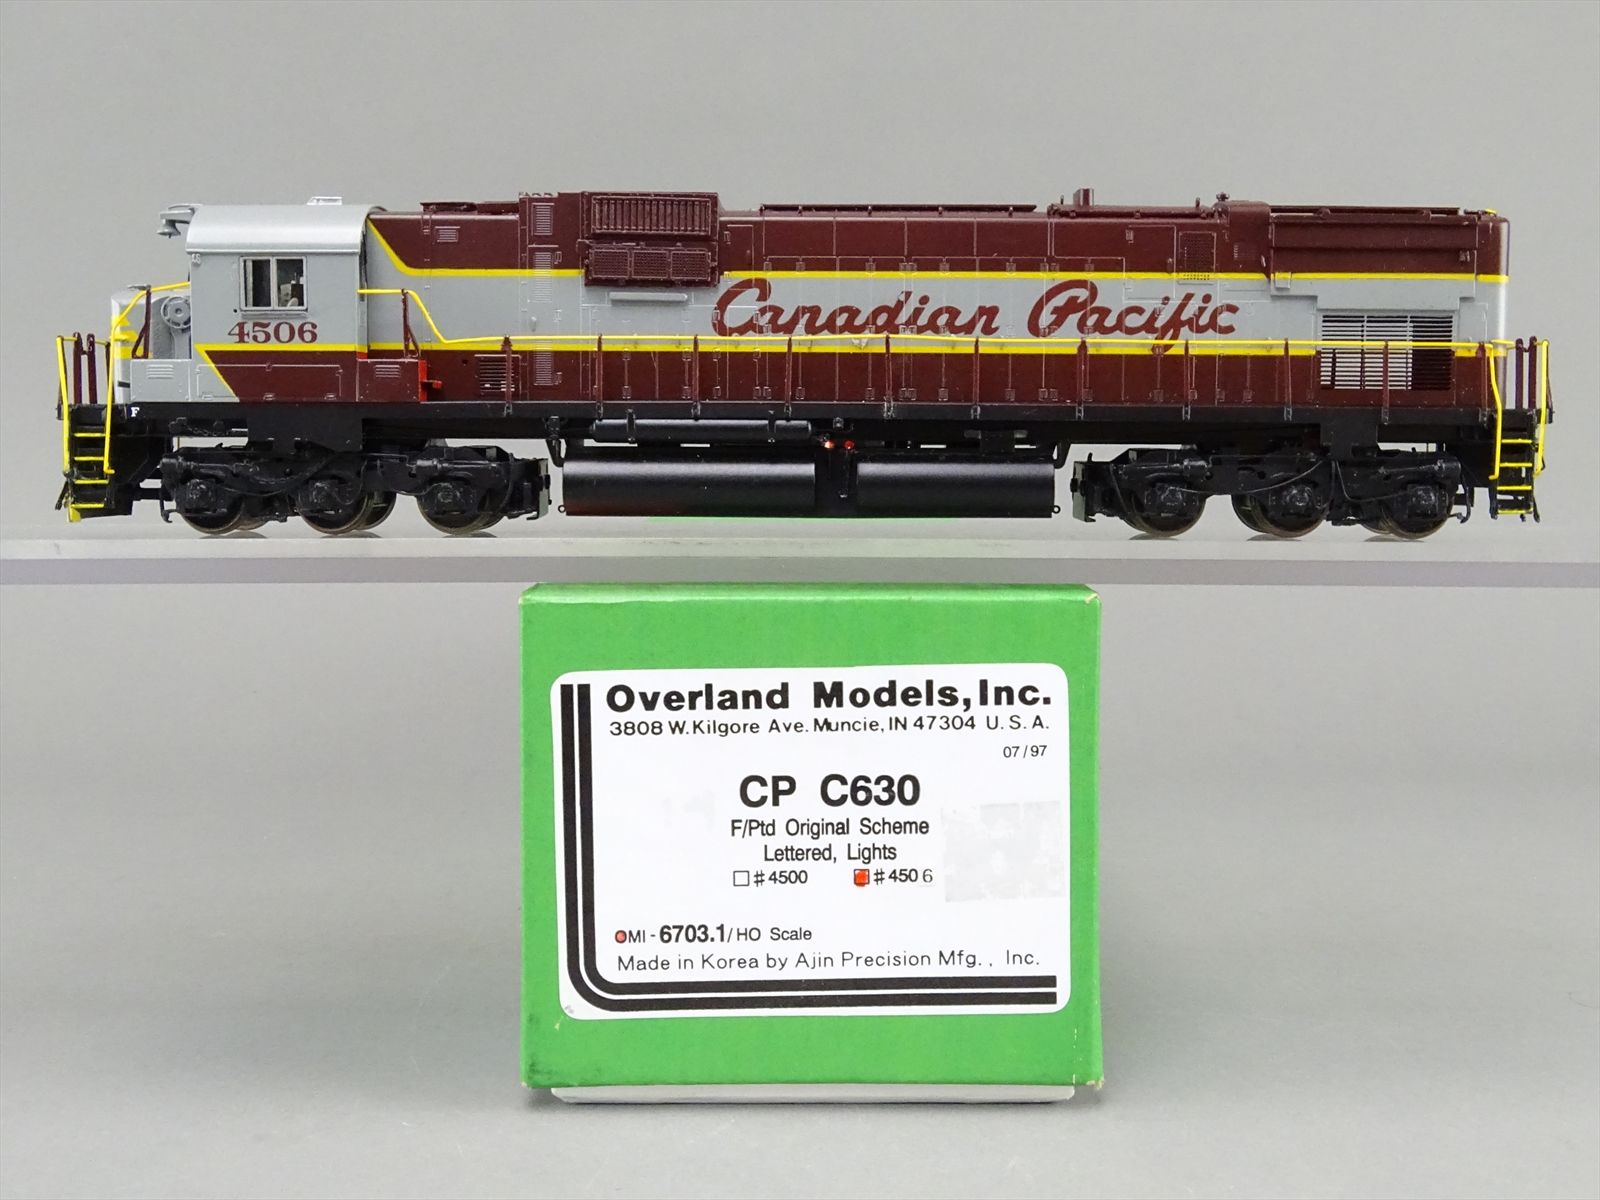 4506
Canadian Pacific
F
Overland Models, Inc.
3808 W. Kilgore Ave. Muncie, IN 47304 U. S. A.
07/97
CP C630
F/Ptd Original Scheme
Lettered, Lights
#4500 #4506
OMI - 6703.1/ HO Scale
Made in Korea by Ajin Precision Mfg. , Inc.